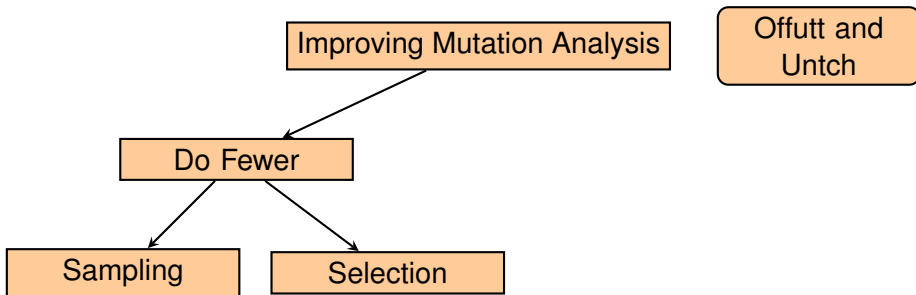 Improving Mutation Analysis
Offutt and
Untch
Do Fewer
Sampling
Selection